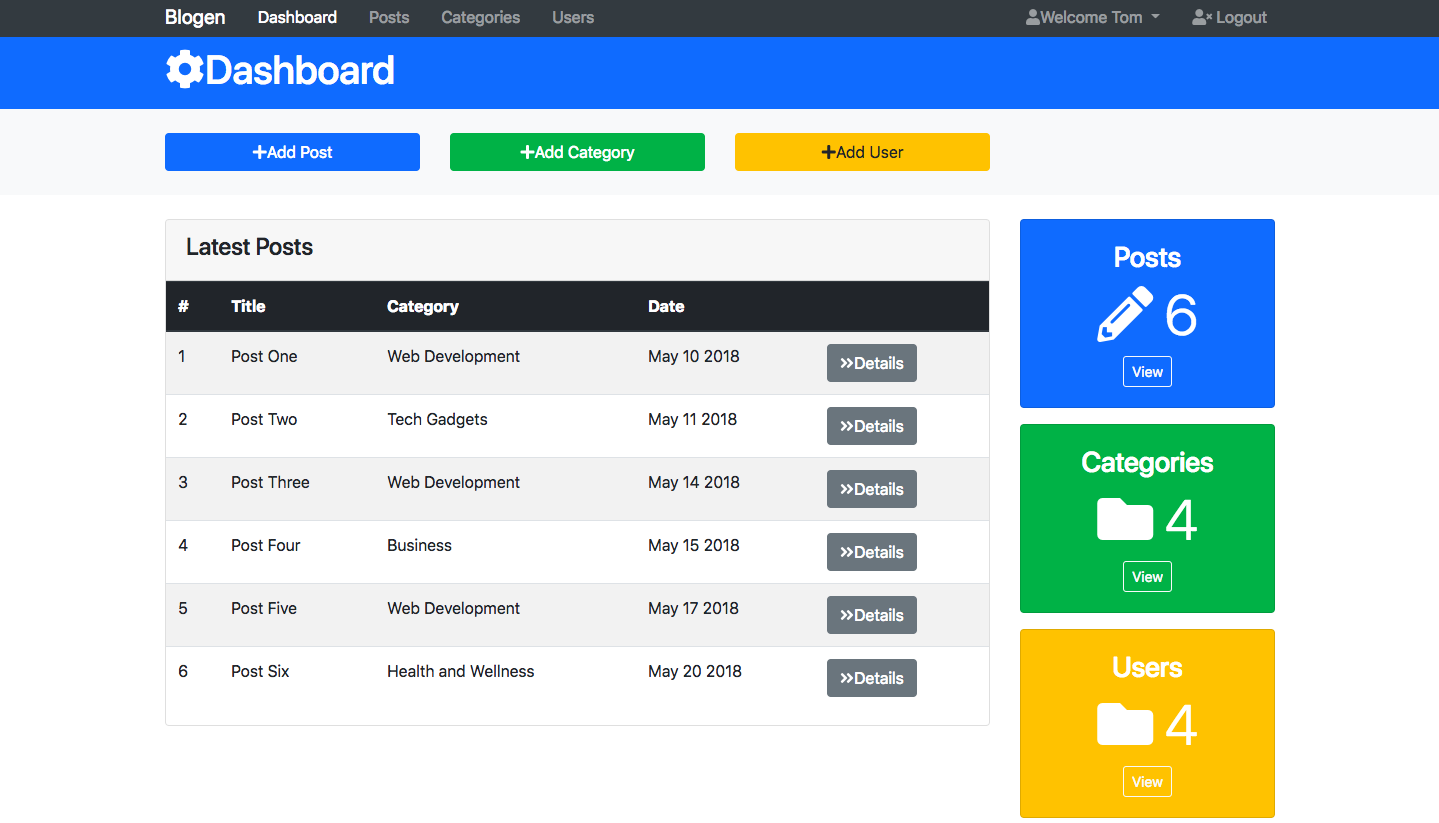 Blogen Dashboard Posts Categories Users Welcome Tom Logout
Dashboard
Add Post Add Category Add User
Latest Posts
# Title Category Date
1 Post One Web Development May 10 2018 Details
2 Post Two Tech Gadgets May 11 2018 Details
3 Post Three Web Development May 14 2018 Details
4 Post Four Business May 15 2018 Details
5 Post Five Web Development May 17 2018 Details
6 Post Six Health and Wellness May 20 2018 Details
Posts
6
View
Categories
4
View
Users
4
View